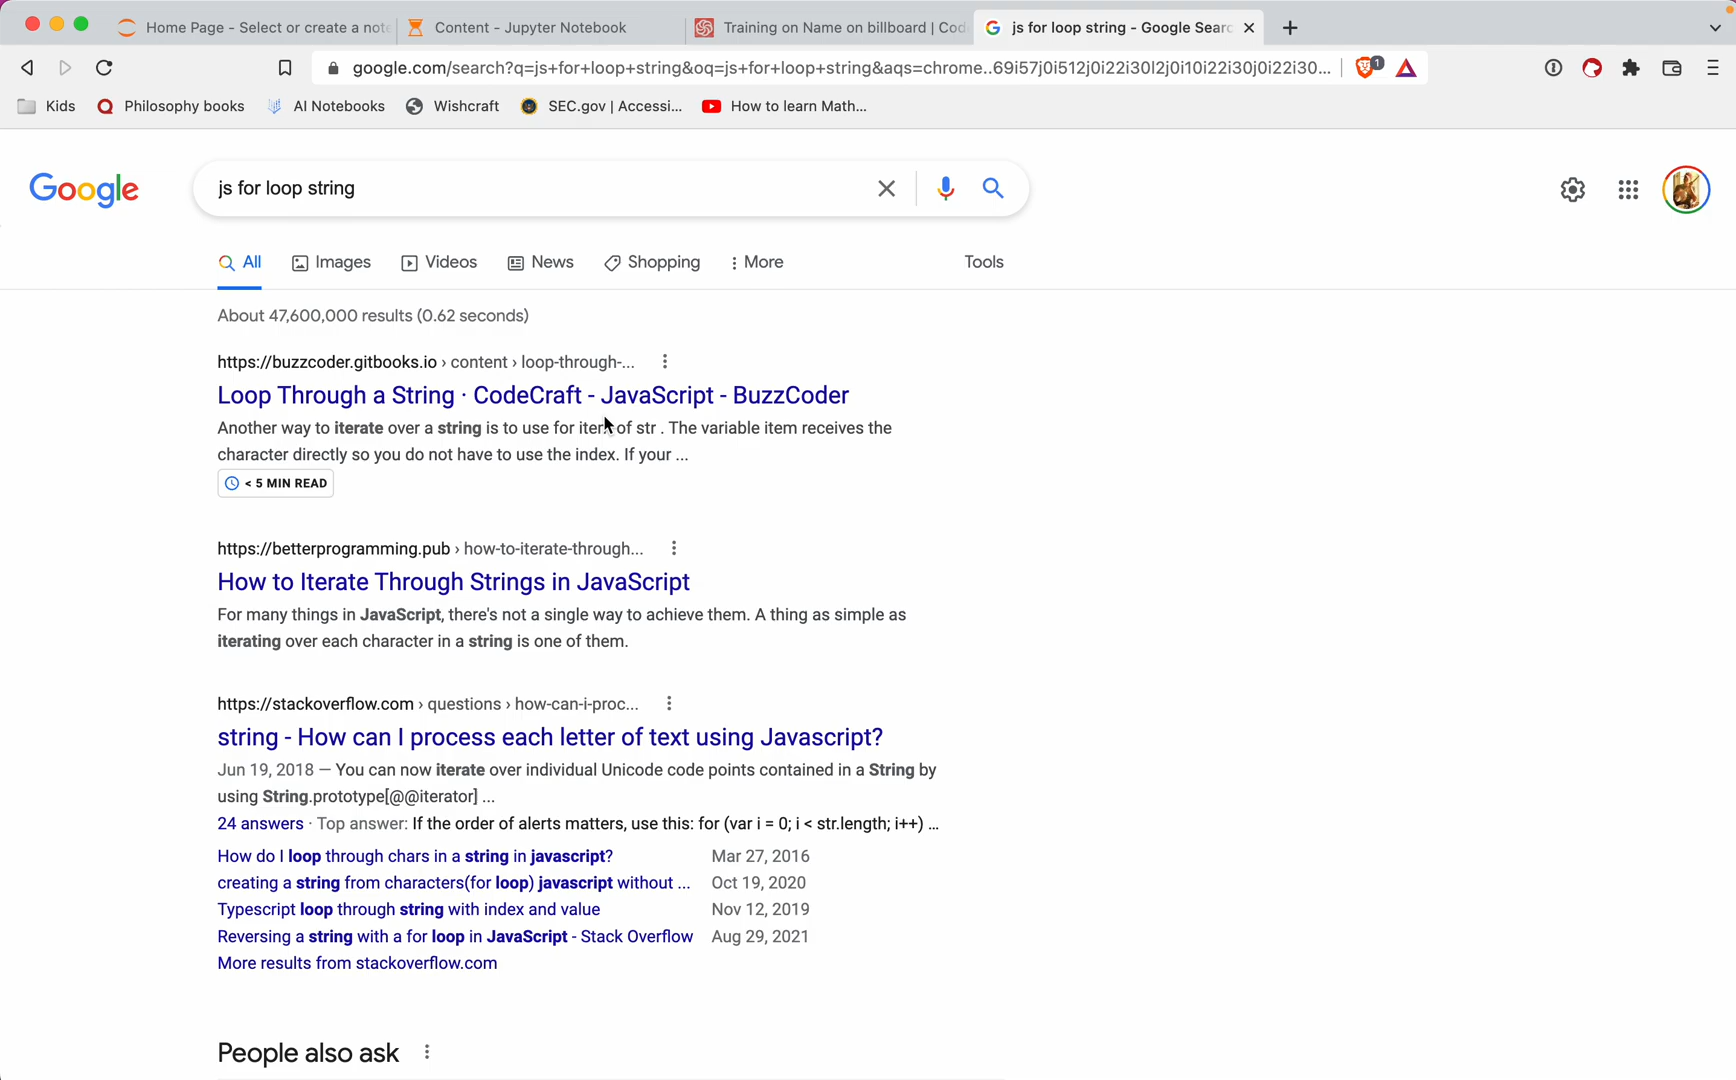 Home Page - Select or create a note
Content - Jupyter Notebook
Training on Name on billboard | Cod
js for loop string - Google Searc
google.com/search?q=js+for+loop+string&oq=js+for+loop+string&aqs=chrome..69i57j0i512j0i22i30l2j0i10i22i30j0i22i30...
1
Kids
Philosophy books
AI Notebooks
Wishcraft
SEC.gov | Accessi...
How to learn Math...
Google
js for loop string
All
Images
Videos
News
Shopping
More
Tools
About 47,600,000 results (0.62 seconds)
https://buzzcoder.gitbooks.io › content › loop-through-...
Loop Through a String · CodeCraft - JavaScript - BuzzCoder
Another way to iterate over a string is to use for item of str . The variable item receives the
character directly so you do not have to use the index. If your ...
< 5 MIN READ
https://betterprogramming.pub › how-to-iterate-through...
How to Iterate Through Strings in JavaScript
For many things in JavaScript, there's not a single way to achieve them. A thing as simple as
iterating over each character in a string is one of them.
https://stackoverflow.com › questions › how-can-i-proc...
string - How can I process each letter of text using Javascript?
Jun 19, 2018 — You can now iterate over individual Unicode code points contained in a String by
using String.prototype[@@iterator] ...
24 answers · Top answer: If the order of alerts matters, use this: for (var i = 0; i < str.length; i++) ...
How do I loop through chars in a string in javascript? Mar 27, 2016
creating a string from characters(for loop) javascript without ... Oct 19, 2020
Typescript loop through string with index and value Nov 12, 2019
Reversing a string with a for loop in JavaScript - Stack Overflow Aug 29, 2021
More results from stackoverflow.com
People also ask